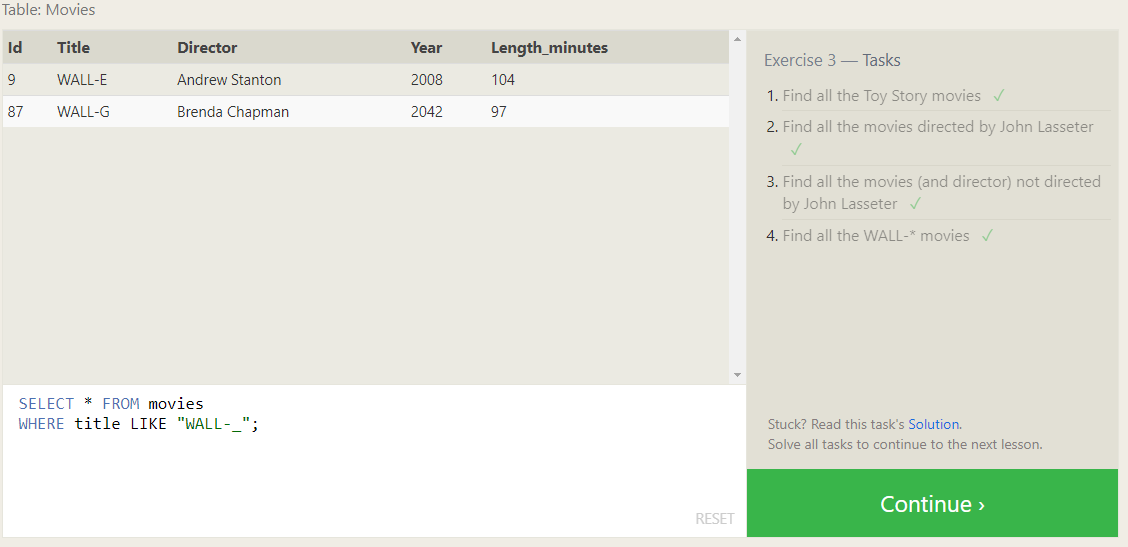 Table: Movies
Id Title Director Year Length_minutes
9 WALL-E Andrew Stanton 2008 104
87 WALL-G Brenda Chapman 2042 97
SELECT * FROM movies
WHERE title LIKE "WALL-_";
RESET
Exercise 3 — Tasks
1. Find all the Toy Story movies ✓
2. Find all the movies directed by John Lasseter
✓
3. Find all the movies (and director) not directed
by John Lasseter ✓
4. Find all the WALL-* movies ✓
Stuck? Read this task's Solution.
Solve all tasks to continue to the next lesson.
Continue ›